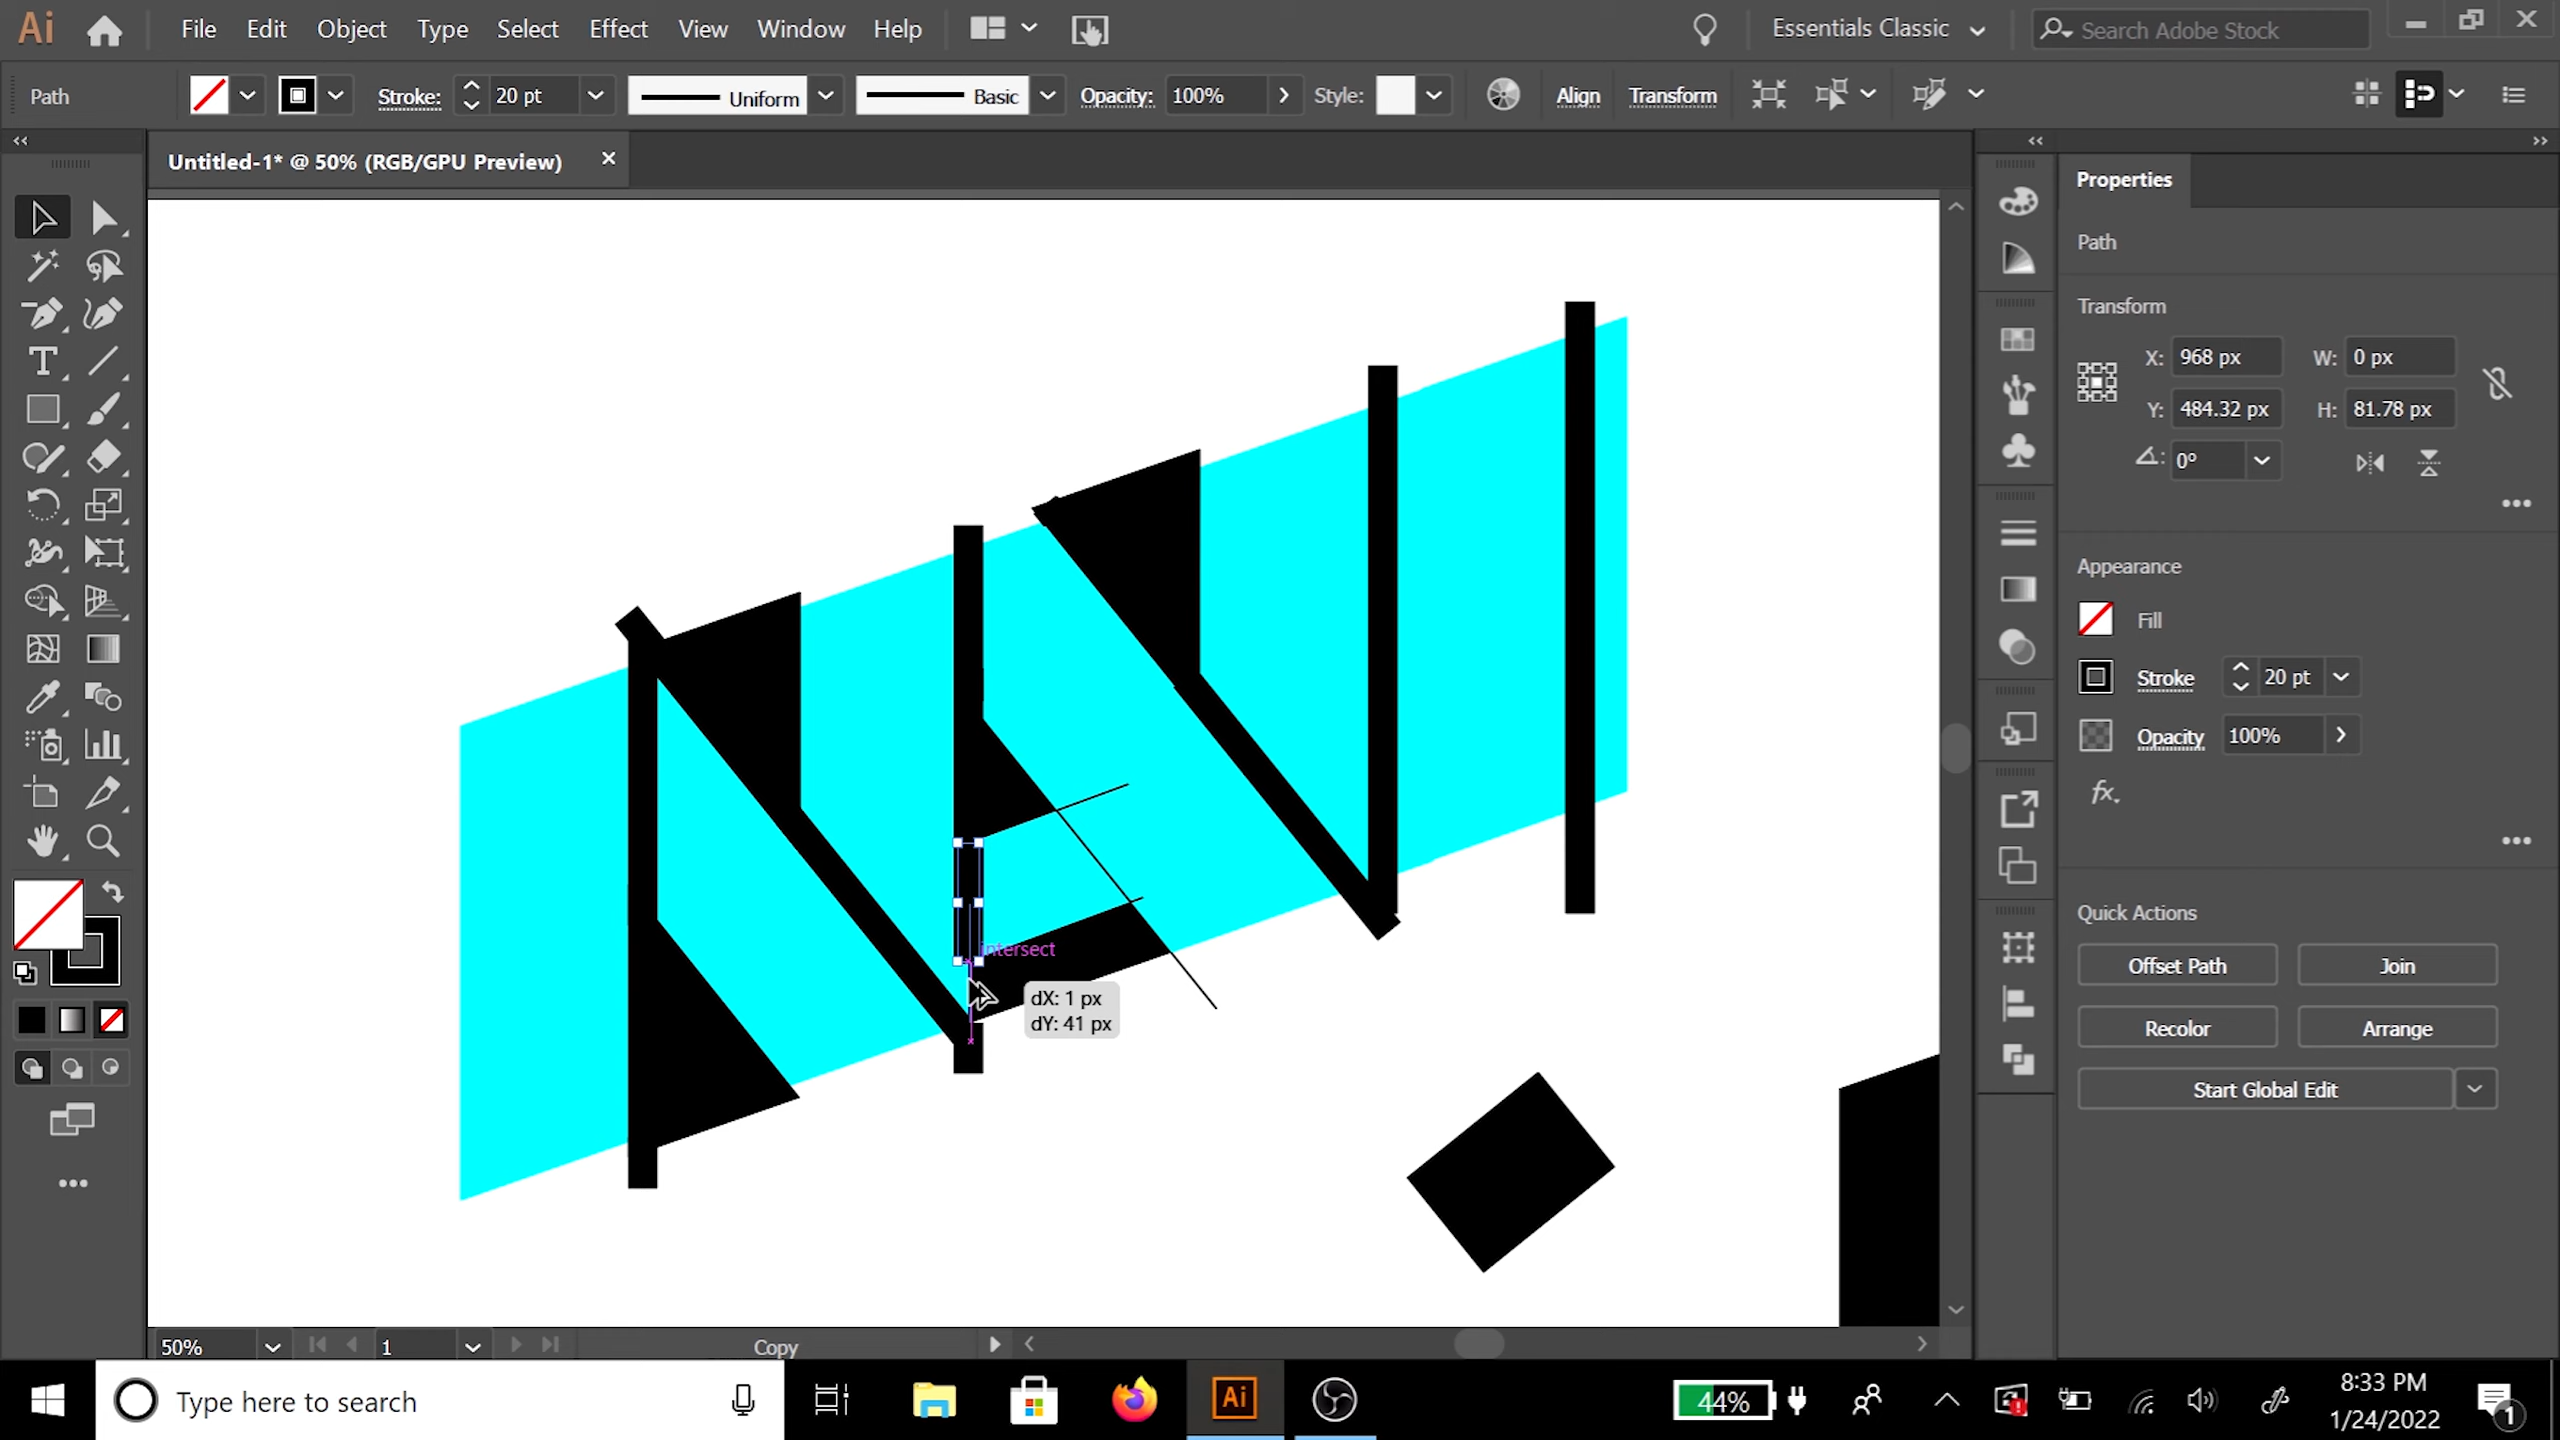 Ai File Edit Object Type Select Effect View Window Help Essentials Classic Search Adobe Stock
Path Stroke: 20 pt Uniform Basic Opacity: 100% Style: Align Transform
Untitled-1* @ 50% (RGB/GPU Preview)
Properties
Path
Transform
X: 968 px W: 0 px
Y: 484.32 px H: 81.78 px
0°
Appearance
Fill
Stroke 20 pt
Opacity 100%
fx
Quick Actions
Offset Path Join
Recolor Arrange
Start Global Edit
intersect
dX: 1 px
dY: 41 px
50% 1 Copy
Type here to search Ai 44% 8:33 PM
1/24/2022 1